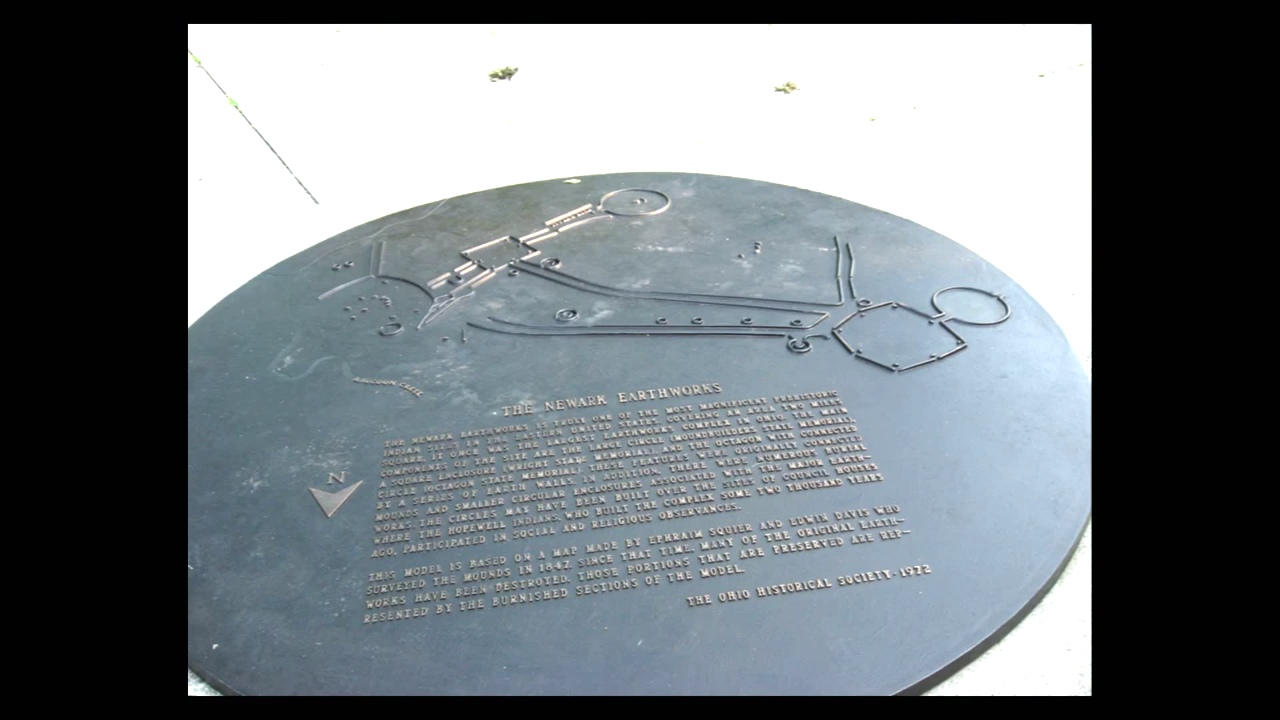 RACCOON CREEK
THE NEWARK EARTHWORKS
THE NEWARK EARTHWORKS IS TRULY ONE OF THE MOST MAGNIFICENT PREHISTORIC
INDIAN SITES IN THE EASTERN UNITED STATES. COVERING AN AREA TWO MILES
SQUARE, IT ONCE WAS THE LARGEST EARTHWORKS COMPLEX IN OHIO. THE MAIN
COMPONENTS OF THE SITE ARE THE LARGE CIRCLE (MOUNDBUILDERS STATE MEMORIAL),
A SQUARE ENCLOSURE (WRIGHT STATE MEMORIAL) AND THE OCTAGON WITH CONNECTED
CIRCLE (OCTAGON STATE MEMORIAL) THESE FEATURES WERE ORIGINALLY CONNECTED
BY A SERIES OF EARTH WALLS. IN ADDITION, THERE WERE NUMEROUS BURIAL
MOUNDS AND SMALLER CIRCULAR ENCLOSURES ASSOCIATED WITH THE MAJOR EARTH-
WORKS. THE CIRCLES MAY HAVE BEEN BUILT OVER THE SITES OF COUNCIL HOUSES
WHERE THE HOPEWELL INDIANS, WHO BUILT THE COMPLEX SOME TWO THOUSAND YEARS
AGO, PARTICIPATED IN SOCIAL AND RELIGIOUS OBSERVANCES.
N
THIS MODEL IS BASED ON A MAP MADE BY EPHRAIM SQUIER AND EDWIN DAVIS WHO
SURVEYED THE MOUNDS IN 1847. SINCE THAT TIME, MANY OF THE ORIGINAL EARTH-
WORKS HAVE BEEN DESTROYED. THOSE PORTIONS THAT ARE PRESERVED ARE REP-
RESENTED BY THE BURNISHED SECTIONS OF THE MODEL.
THE OHIO HISTORICAL SOCIETY-1972